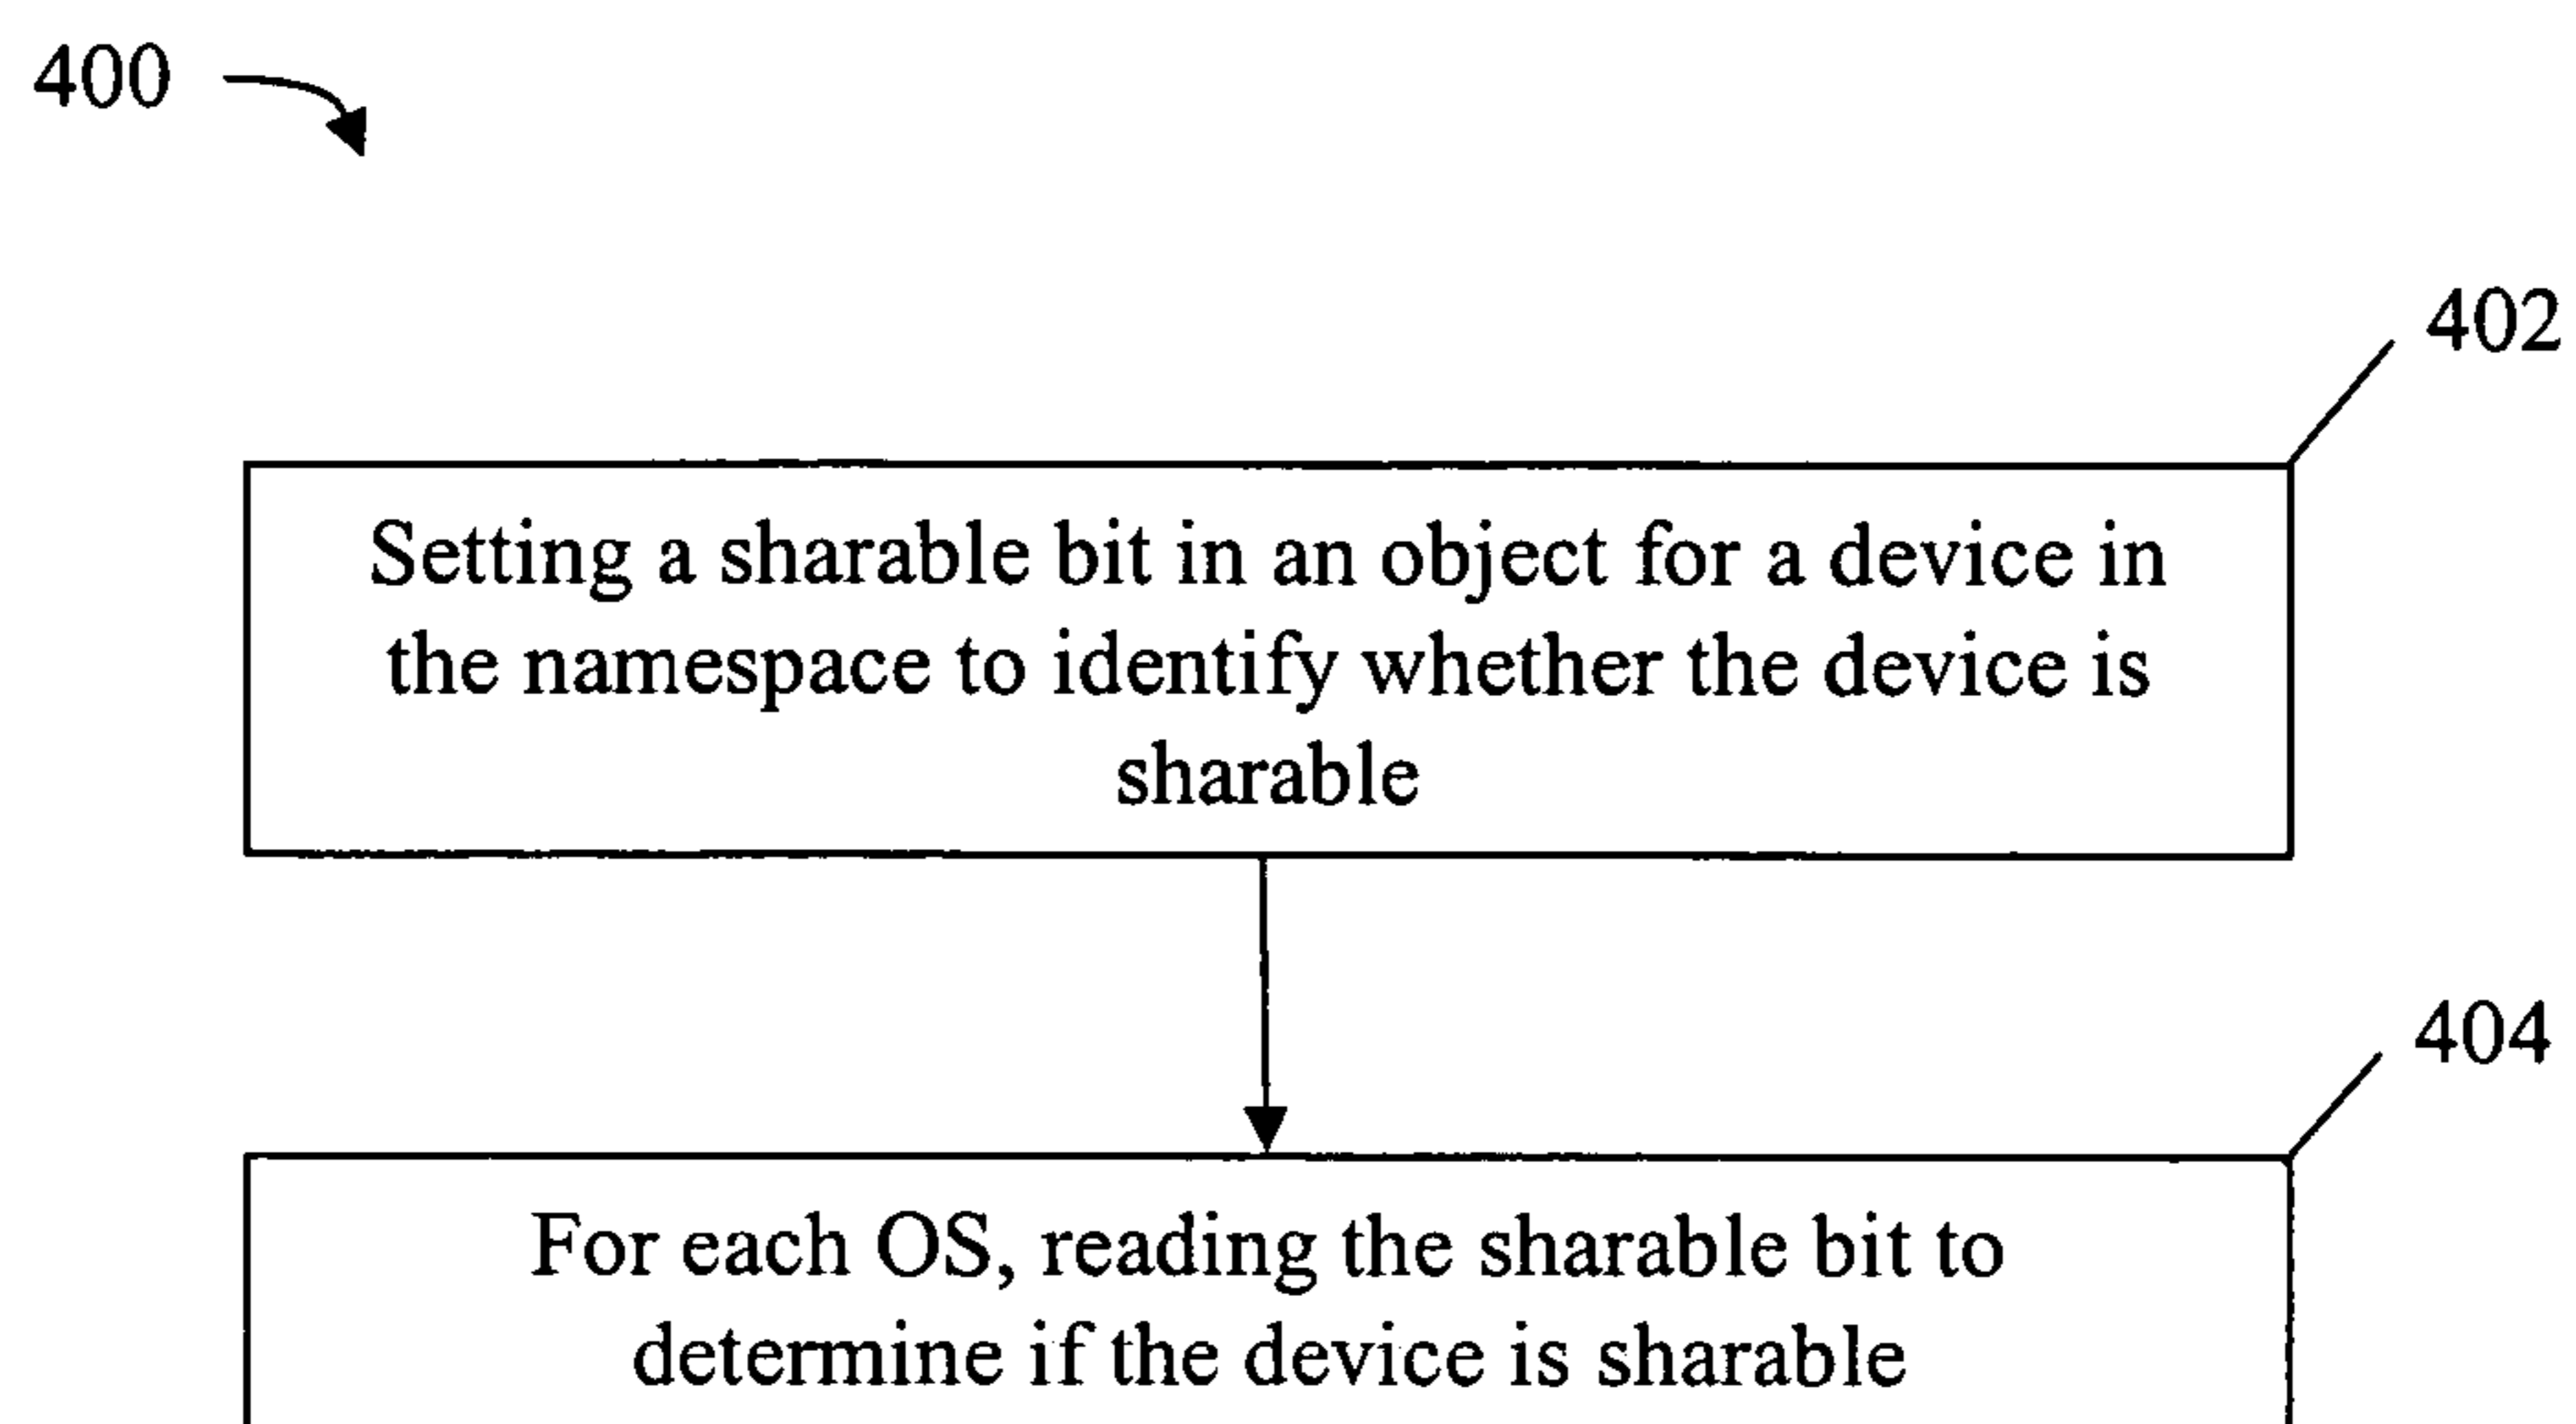 400
402
Setting a sharable bit in an object for a device in
the namespace to identify whether the device is
sharable
404
For each OS, reading the sharable bit to
determine if the device is sharable